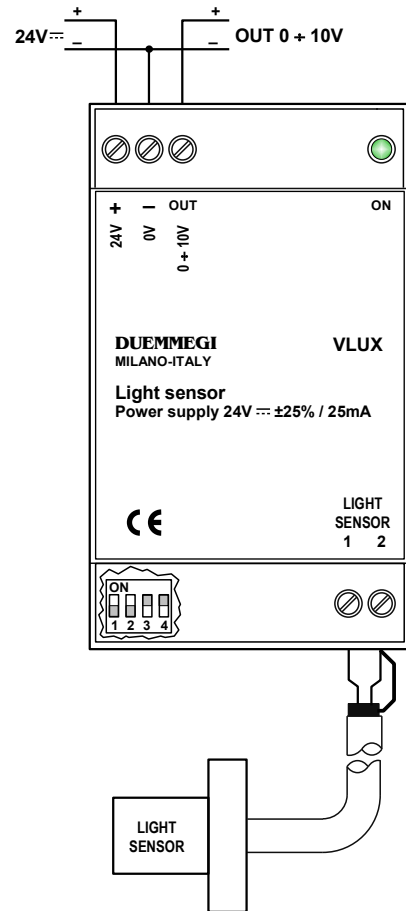 + +
24V⎓ – – OUT 0 ÷ 10V
+ – OUT ON
24V 0V 0 ÷ 10V
DUEMMEGI VLUX
MILANO-ITALY
Light sensor
Power supply 24V ⎓ ±25% / 25mA
LIGHT
SENSOR
1 2
CE
ON
1 2 3 4
LIGHT
SENSOR